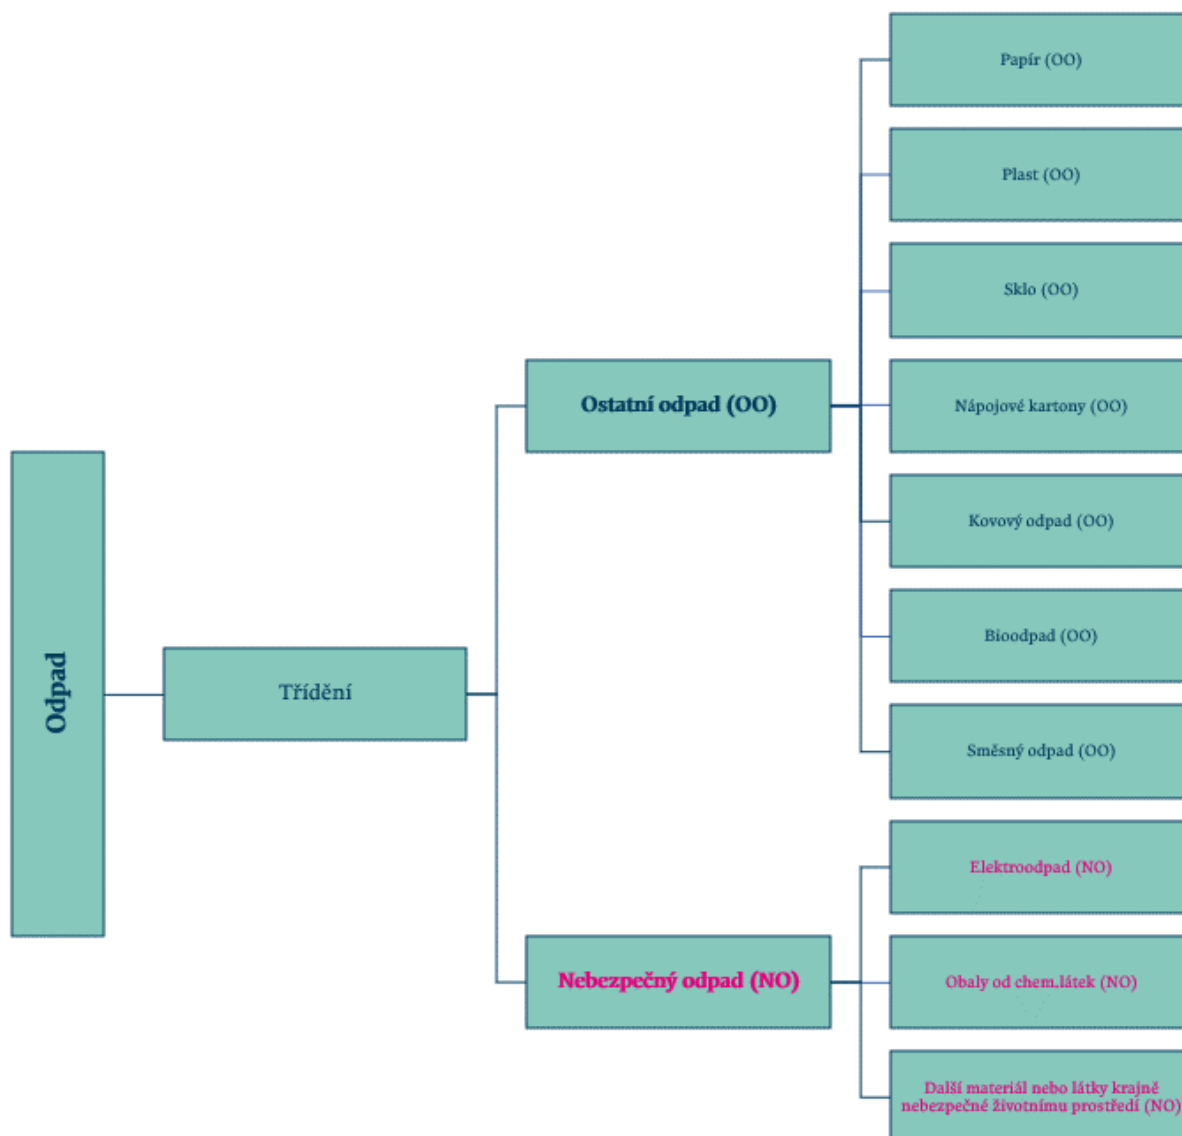 Papír (OO)
Plast (OO)
Sklo (OO)
Ostatní odpad (OO)
Nápojové kartony (OO)
Kovový odpad (OO)
Bioodpad (OO)
Odpad
Třídění
Směsný odpad (OO)
Elektroodpad (NO)
Nebezpečný odpad (NO)
Obaly od chem.látek (NO)
Další materiál nebo látky krajně
nebezpečné životnímu prostředí (NO)